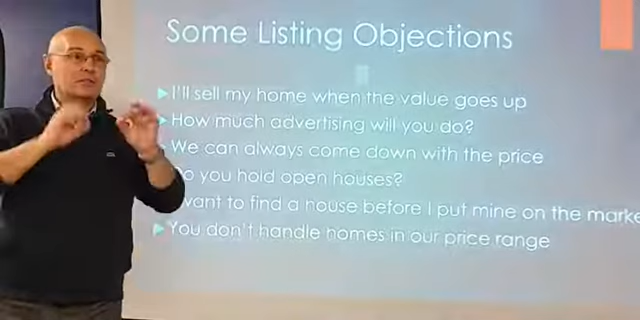 Some Listing Objections
I'll sell my home when the value goes up
How much advertising will you do?
We can always come down with the price
you hold open houses?
want to find a house before I put mine on the
You don't handle homes in our price range